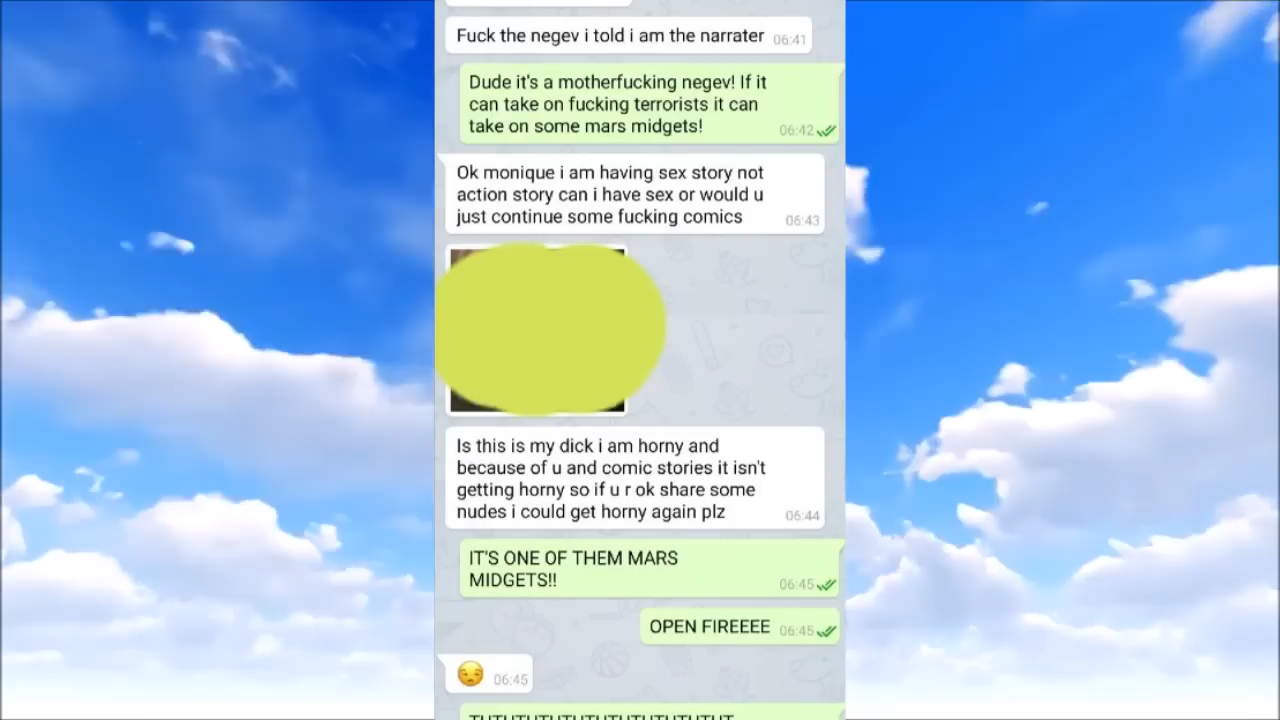 Fuck the negev i told i am the narrater 06:41
Dude it's a motherfucking negev! If it
can take on fucking terrorists it can
take on some mars midgets! 06:42
Ok monique i am having sex story not
action story can i have sex or would u
just continue some fucking comics 06:43
Is this is my dick i am horny and
because of u and comic stories it isn't
getting horny so if u r ok share some
nudes i could get horny again plz 06:44
IT'S ONE OF THEM MARS
MIDGETS!! 06:45
OPEN FIREEEE 06:45
😒 06:45